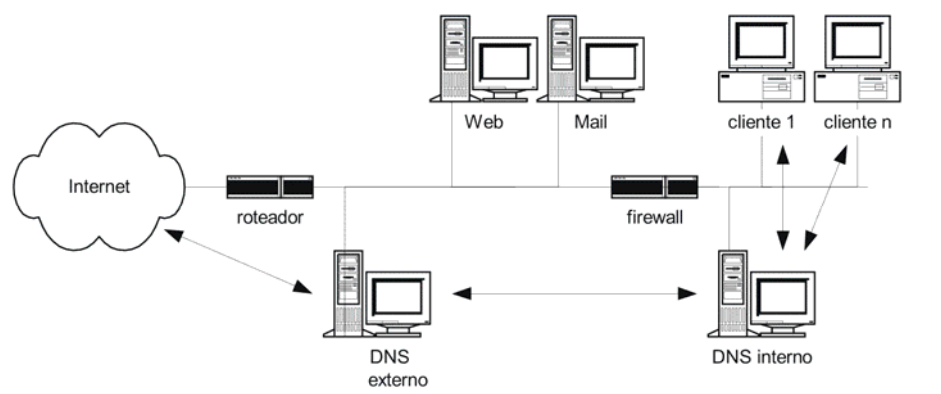 Web
Mail
cliente 1
cliente n
Internet
roteador
firewall
DNS
externo
DNS interno